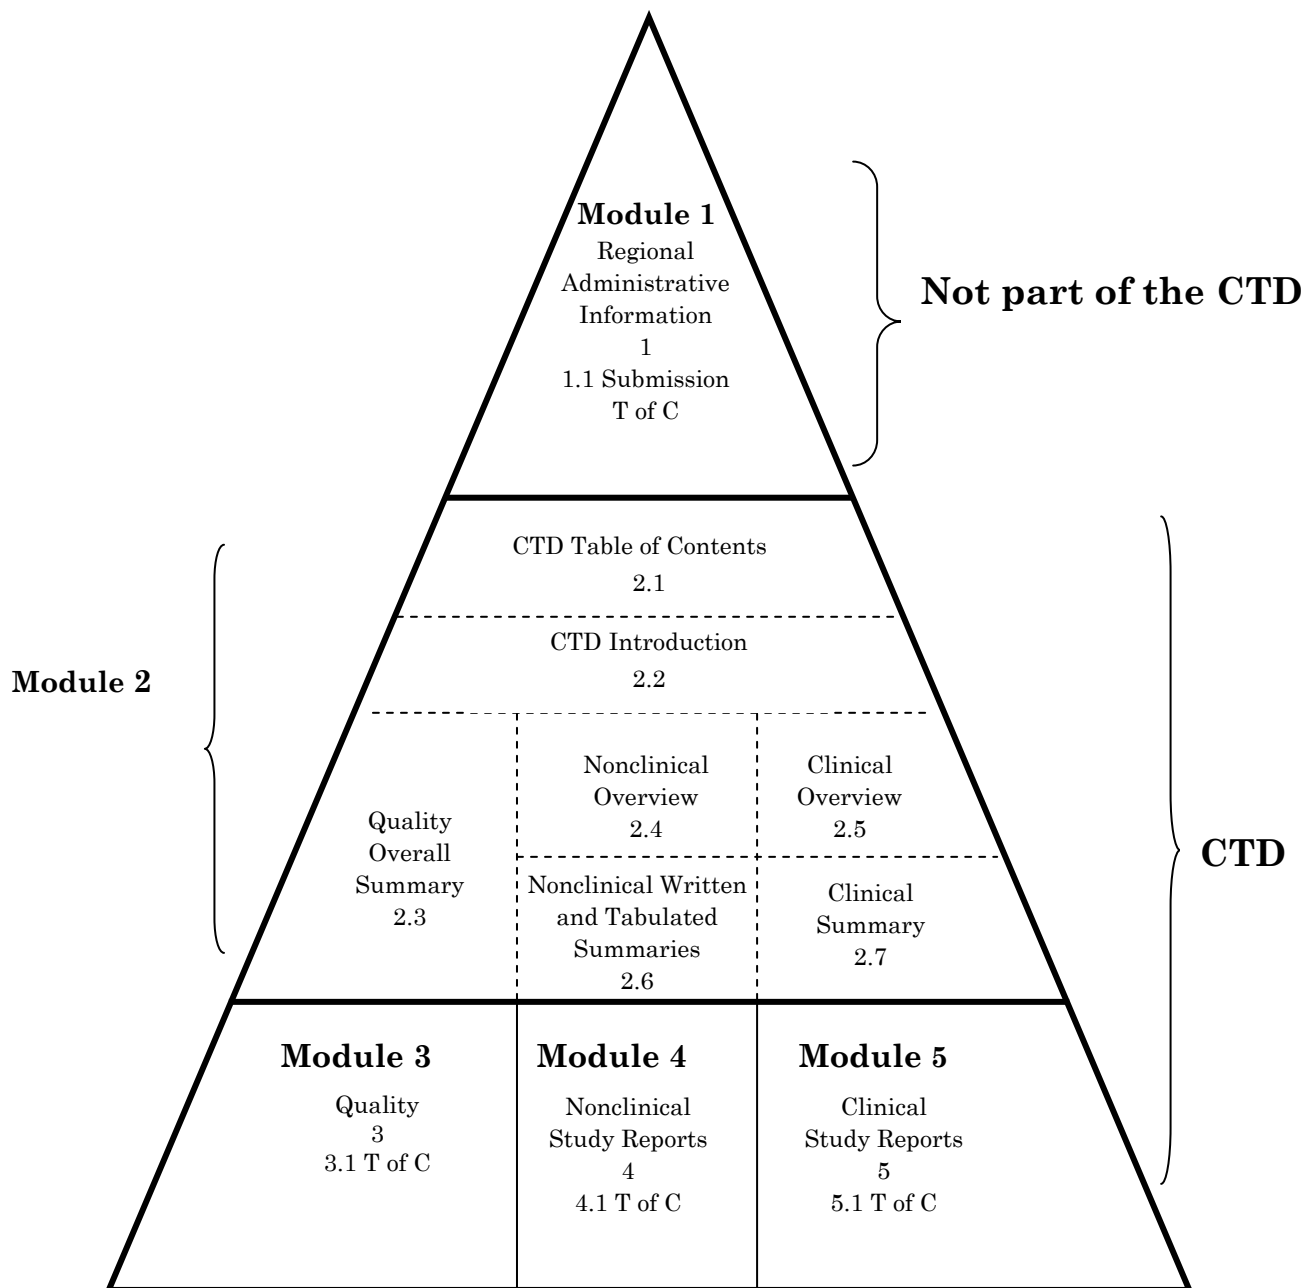 Module 1
Regional
Administrative
Information
1
1.1 Submission
T of C
Not part of the CTD
CTD Table of Contents
2.1
CTD Introduction
2.2
Module 2
Quality
Overall
Summary
2.3
Nonclinical
Overview
2.4
Clinical
Overview
2.5
Nonclinical Written
and Tabulated
Summaries
2.6
Clinical
Summary
2.7
CTD
Module 3
Quality
3
3.1 T of C
Module 4
Nonclinical
Study Reports
4
4.1 T of C
Module 5
Clinical
Study Reports
5
5.1 T of C